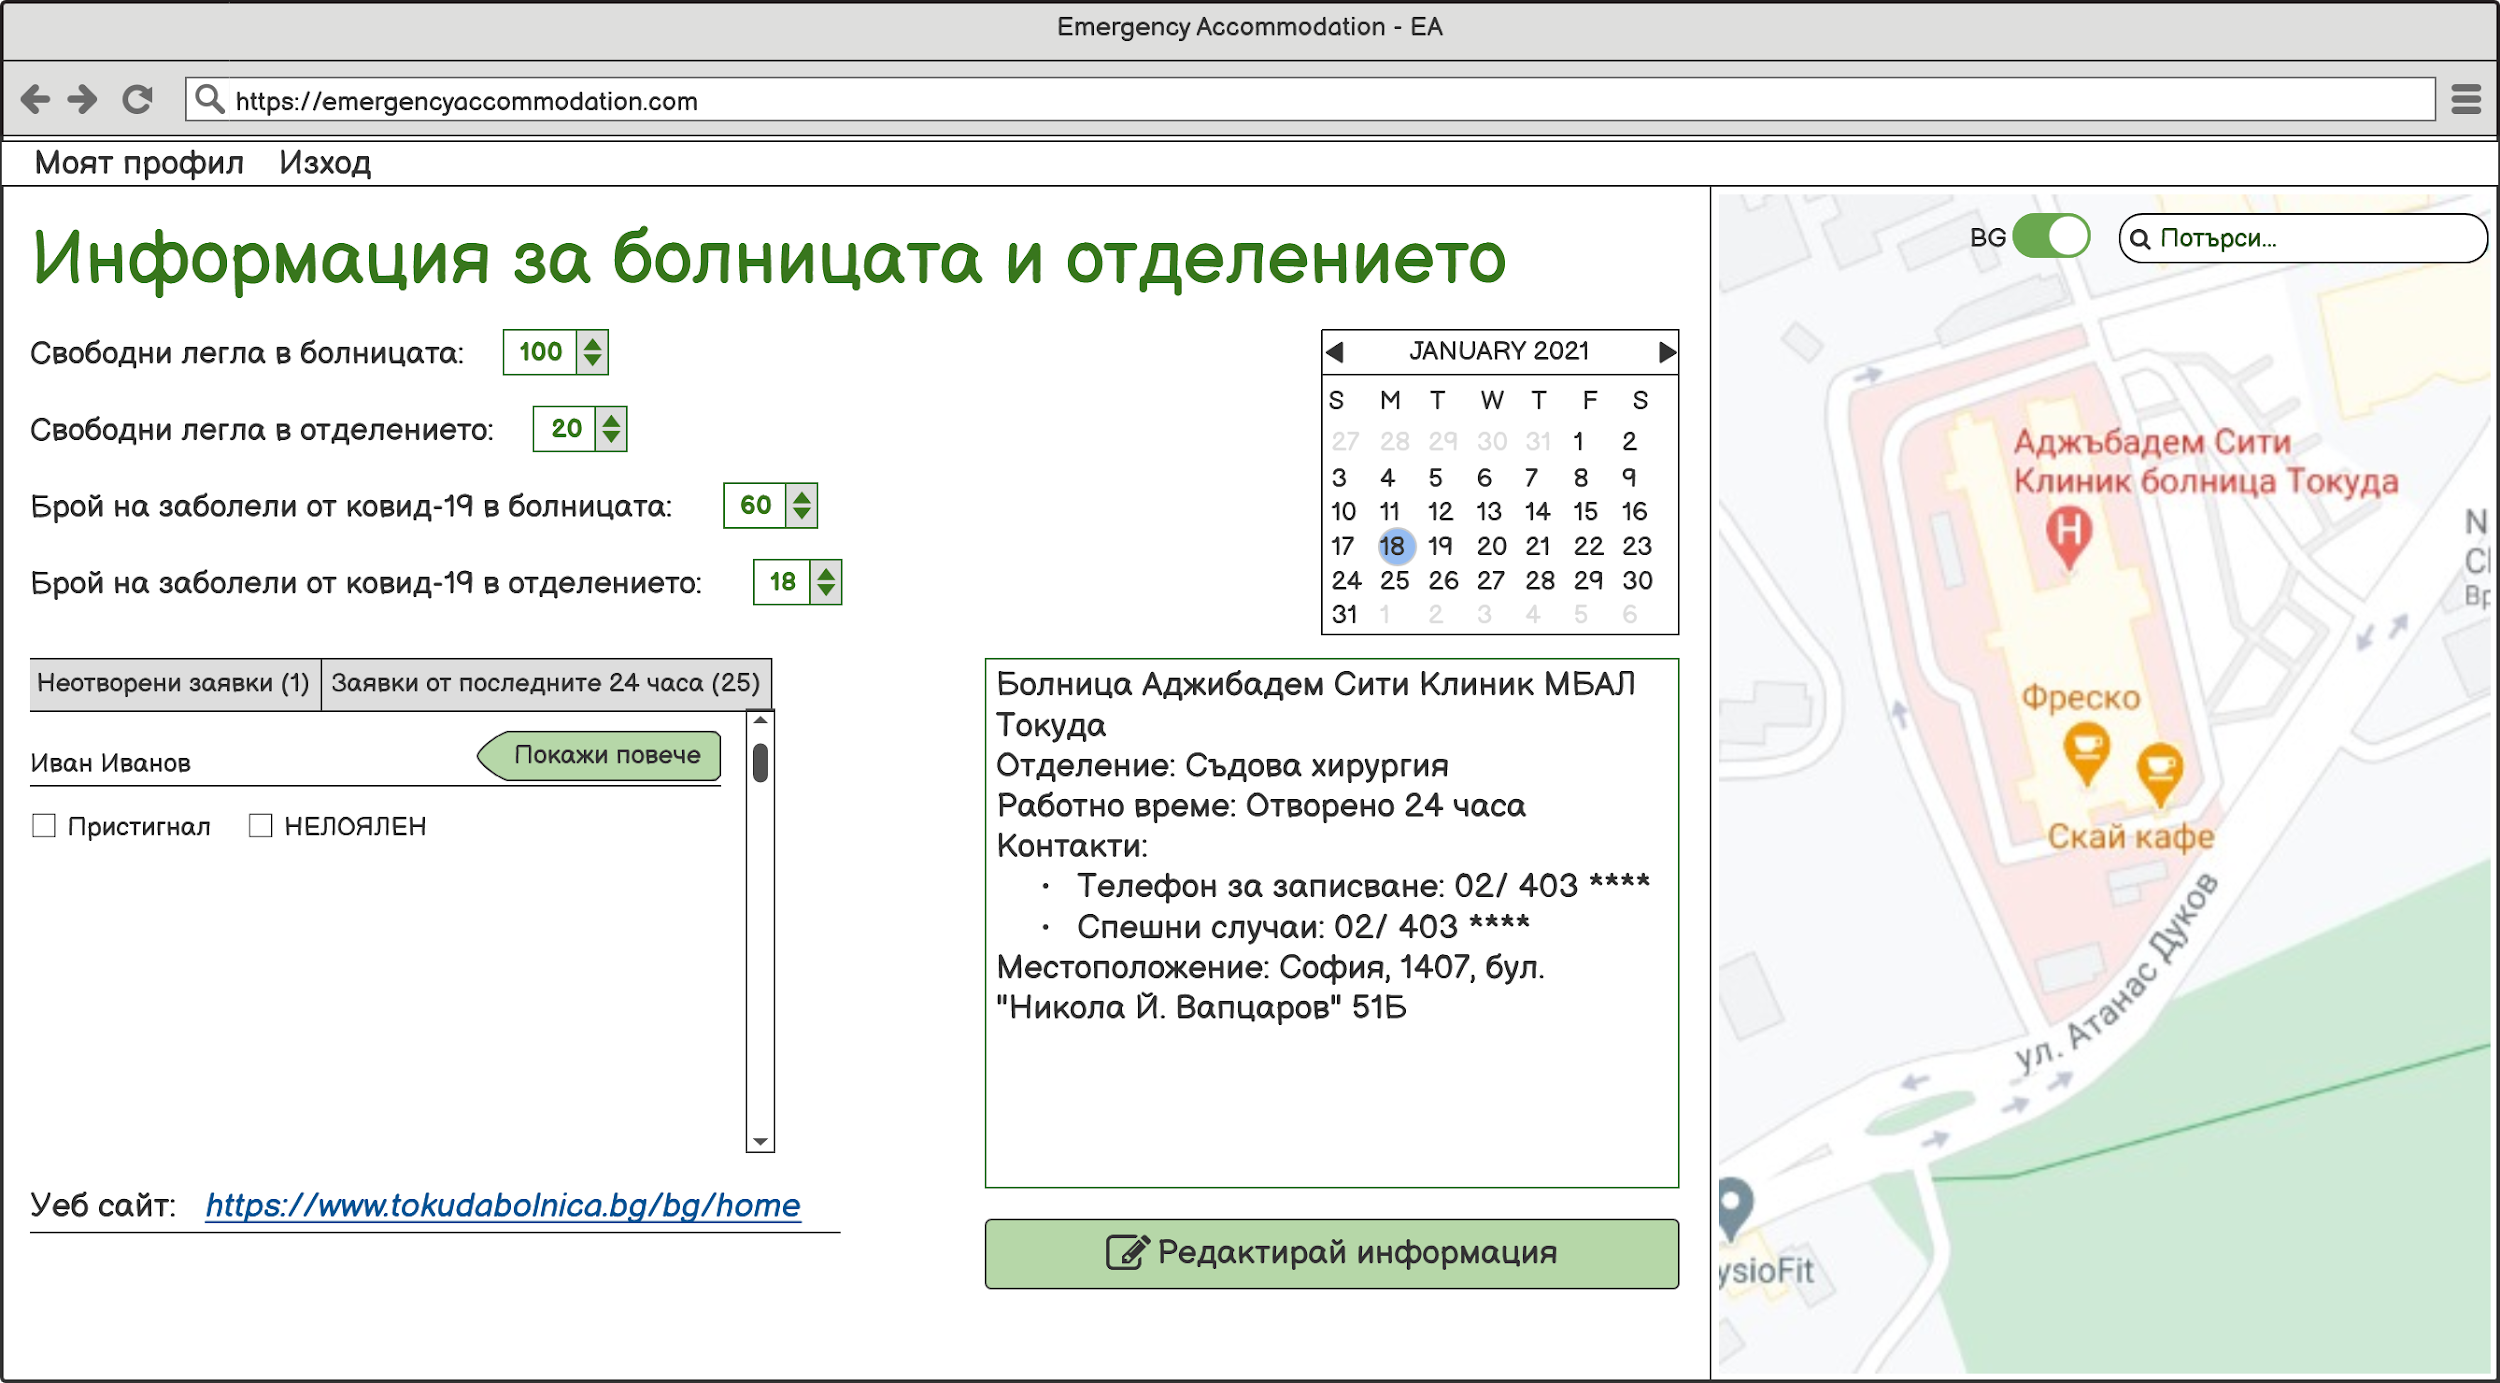 Emergency Accommodation - EA
https://emergencyaccommodation.com
Моят профил Изход
Информация за болницата и отделението
Свободни легла в болницата: 100
Свободни легла в отделението: 20
Брой на заболели от ковид-19 в болницата: 60
Брой на заболели от ковид-19 в отделението: 18
JANUARY 2021
S M T W T F S
27 28 29 30 31 1 2
3 4 5 6 7 8 9
10 11 12 13 14 15 16
17 18 19 20 21 22 23
24 25 26 27 28 29 30
31 1 2 3 4 5 6
Неотворени заявки (1) Заявки от последните 24 часа (25)
Иван Иванов Покажи повече
Пристигнал НЕЛОЯЛЕН
Уеб сайт: https://www.tokudabolnica.bg/bg/home
Болница Аджибадем Сити Клиник МБАЛ
Токуда
Отделение: Съдова хирургия
Работно време: Отворено 24 часа
Контакти:
• Телефон за записване: 02/ 403 ****
• Спешни случаи: 02/ 403 ****
Местоположение: София, 1407, бул.
"Никола Й. Вапцаров" 51Б
Редактирай информация
BG Потърси...
Аджъбадем Сити
Клиник болница Токуда
H
Фреско
Скай кафе
ул. Атанас Дуков
ysioFit